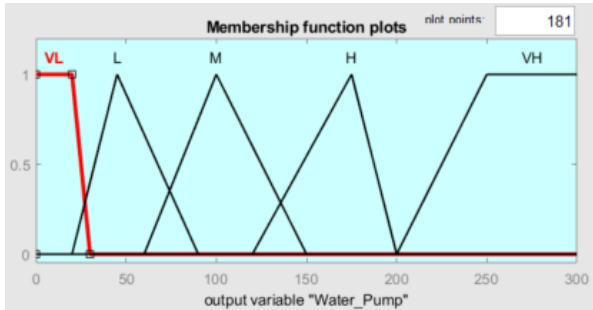 Membership function plots plot points: 181
VL L M H VH
1
0.5
0
0 50 100 150 200 250 300
output variable "Water_Pump"